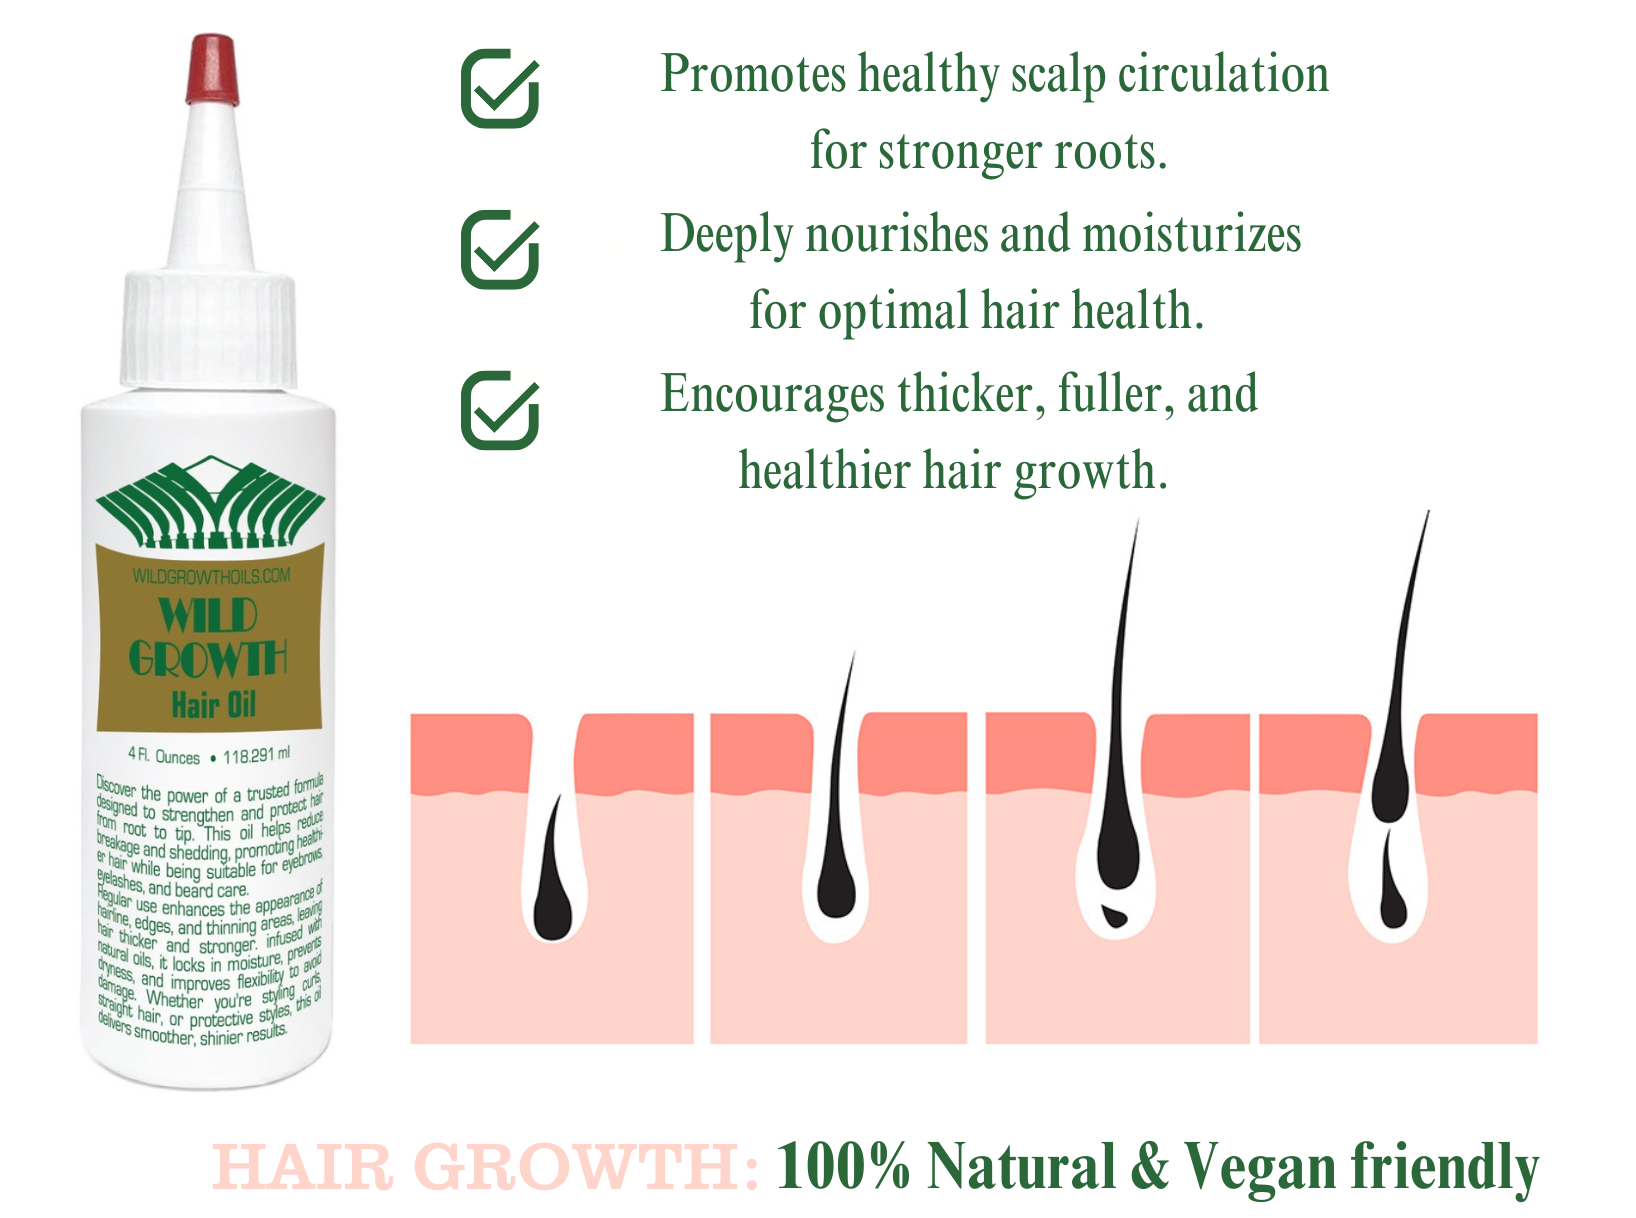 Promotes healthy scalp circulation
for stronger roots.
Deeply nourishes and moisturizes
for optimal hair health.
Encourages thicker, fuller, and
healthier hair growth.
WILDGROWTHOILS.COM
WILD
GROWTH
Hair Oil
4 Fl. Ounces • 118.291 ml
Discover the power of a trusted formula
designed to strengthen and protect hair
from root to tip. This oil helps reduce
breakage and shedding, promoting healthi-
er hair while being suitable for eyebrows,
eyelashes, and beard care.
Regular use enhances the appearance of
hairline, edges, and thinning areas, leaving
hair thicker and stronger. infused with
natural oils, it locks in moisture, prevents
dryness, and improves flexibility to avoid
damage. Whether you're styling curls,
straight hair, or protective styles, this oil
delivers smoother, shinier results.
HAIR GROWTH: 100% Natural & Vegan friendly